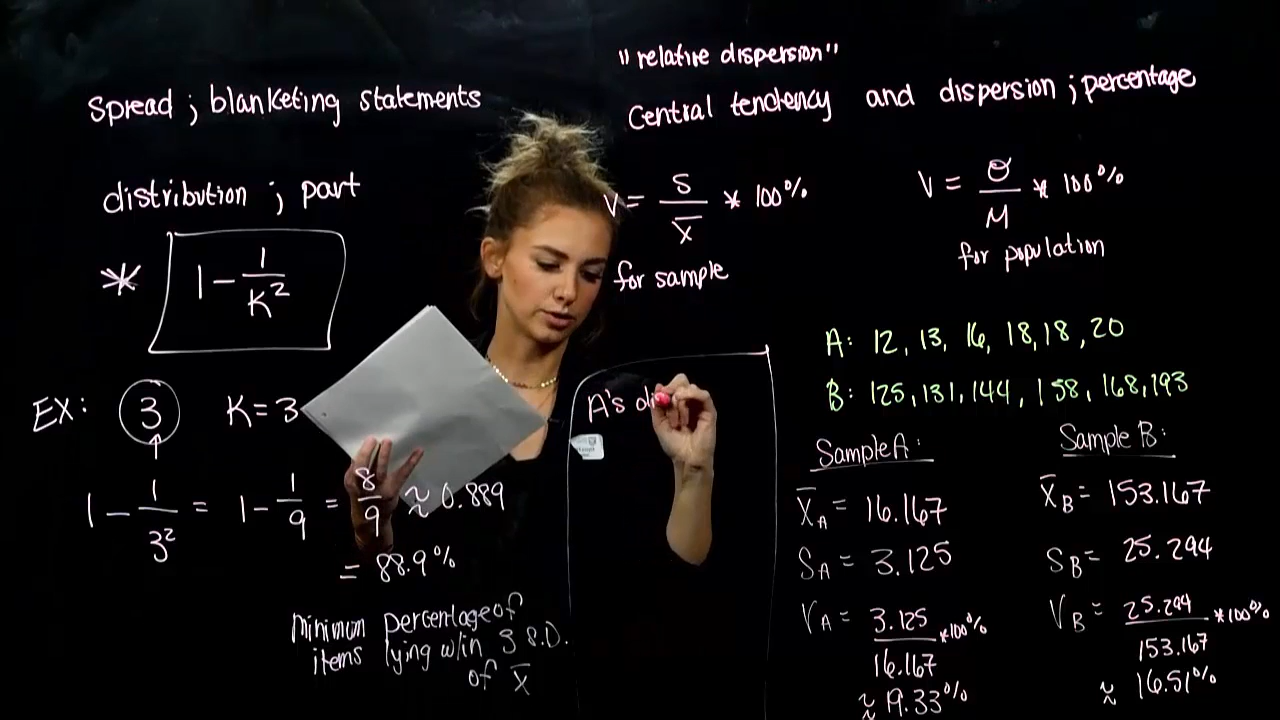 spread ; blanketing statements
distribution ; part
* 1 - 1/K²
EX: 3 K = 3
1 - 1/3² = 1 - 1/9 = 8/9 ≈ 0.889
= 88.9%
minimum percentage of
items lying w/in 3 S.D.
of x̄
"relative dispersion"
Central tendency and dispersion ; percentage
V = S/x̄ * 100%
for sample
V = σ/M * 100%
for population
A: 12, 13, 16, 18, 18, 20
B: 125, 131, 144, 158, 168, 193
A's di
Sample A:
x̄A = 16.167
SA = 3.125
VA = 3.125/16.167 *100%
≈ 19.33%
Sample B:
x̄B = 153.167
SB = 25.294
VB = 25.294/153.167 *100%
≈ 16.51%